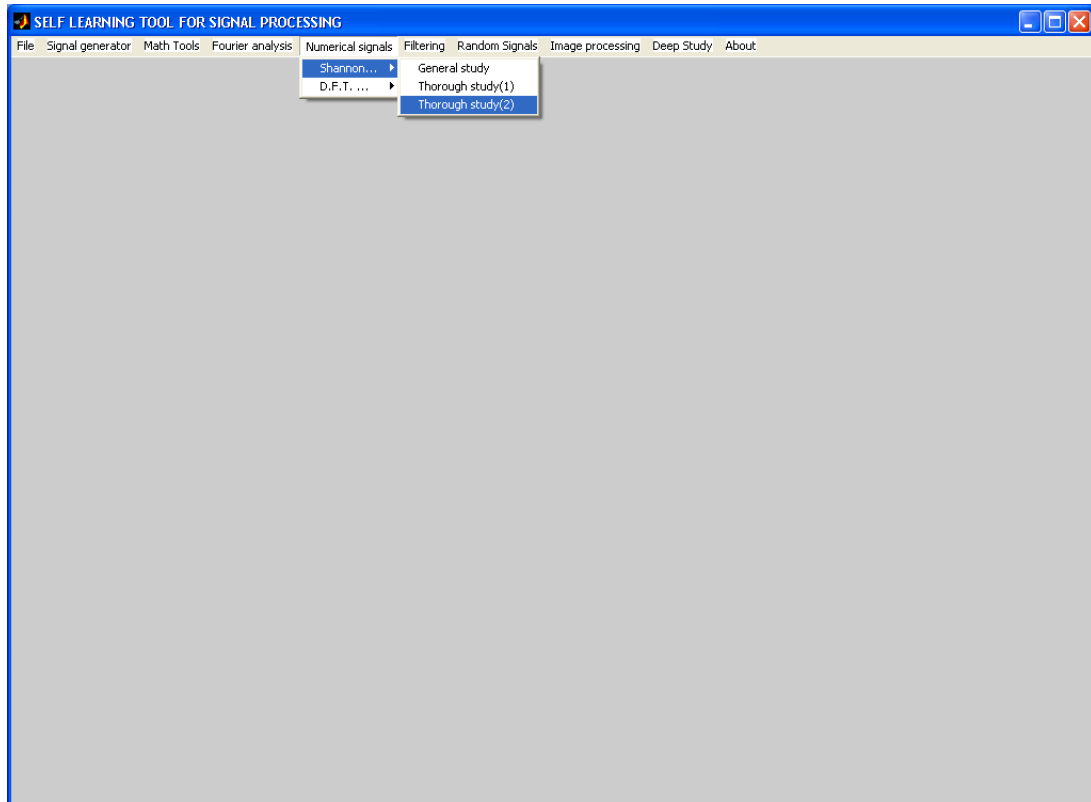 SELF LEARNING TOOL FOR SIGNAL PROCESSING
File Signal generator Math Tools Fourier analysis Numerical signals Filtering Random Signals Image processing Deep Study About
Shannon... General study
D.F.T. ... Thorough study(1)
Thorough study(2)